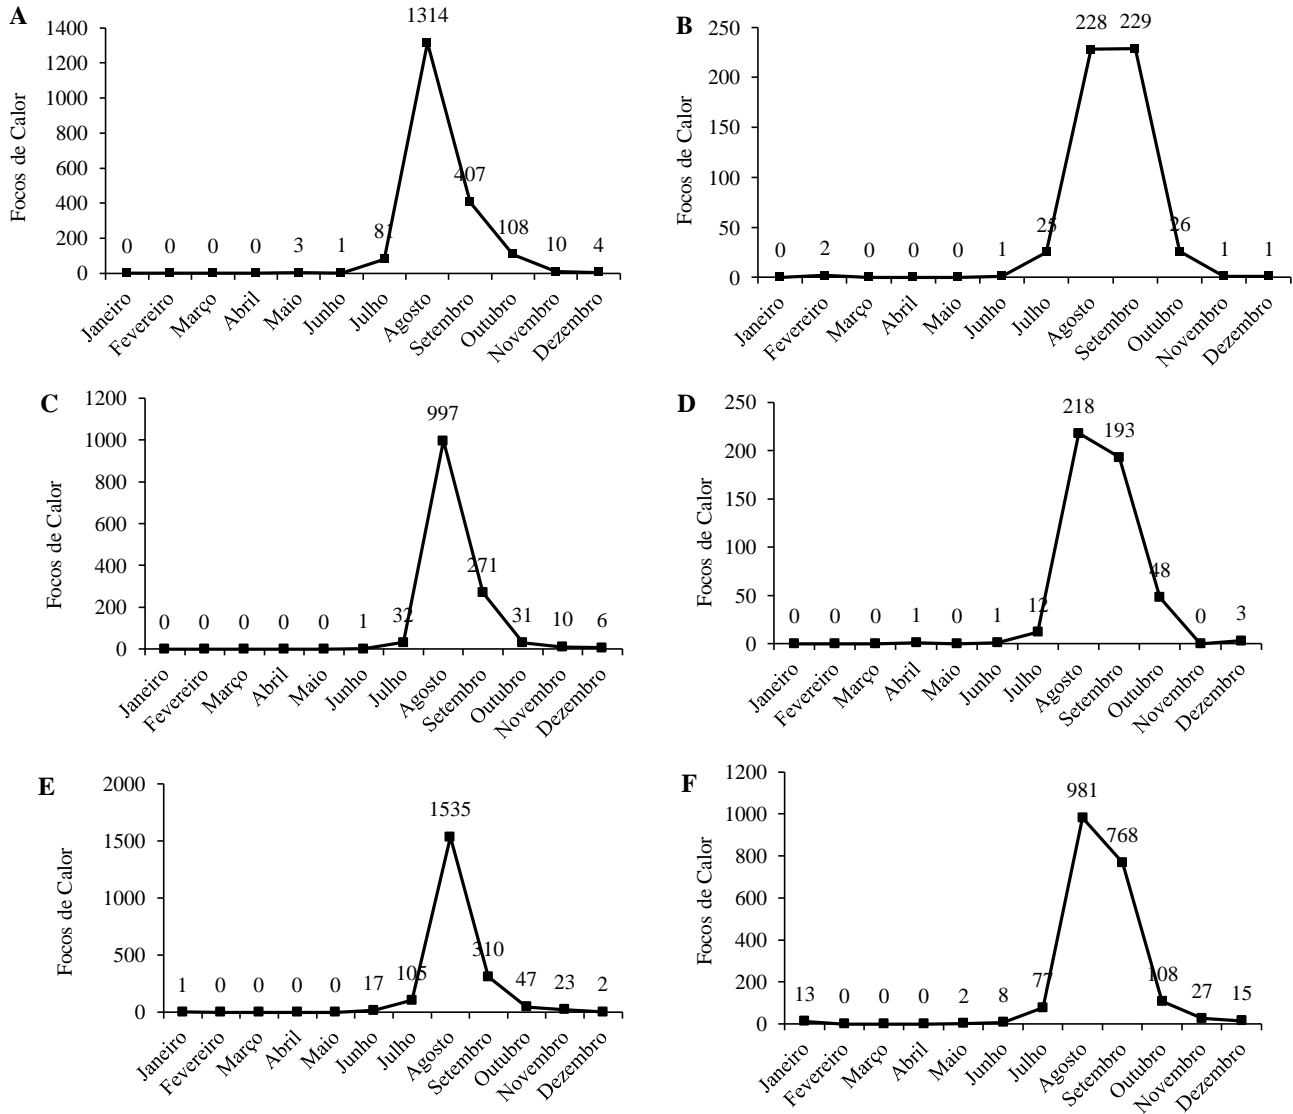 A
Focos de Calor
1400
1200
1000
800
600
400
200
0
0 0 0 0 3 1 81 1314 407 108 10 4
Janeiro Fevereiro Março Abril Maio Junho Julho Agosto Setembro Outubro Novembro Dezembro
B
Focos de Calor
250
200
150
100
50
0
0 2 0 0 0 1 25 228 229 26 1 1
Janeiro Fevereiro Março Abril Maio Junho Julho Agosto Setembro Outubro Novembro Dezembro
C
Focos de Calor
1200
1000
800
600
400
200
0
0 0 0 0 0 1 32 997 271 31 10 6
Janeiro Fevereiro Março Abril Maio Junho Julho Agosto Setembro Outubro Novembro Dezembro
D
Focos de Calor
250
200
150
100
50
0
0 0 0 1 0 1 12 218 193 48 0 3
Janeiro Fevereiro Março Abril Maio Junho Julho Agosto Setembro Outubro Novembro Dezembro
E
Focos de Calor
2000
1500
1000
500
0
1 0 0 0 0 17 105 1535 310 47 23 2
Janeiro Fevereiro Março Abril Maio Junho Julho Agosto Setembro Outubro Novembro Dezembro
F
Focos de Calor
1200
1000
800
600
400
200
0
13 0 0 0 2 8 77 981 768 108 27 15
Janeiro Fevereiro Março Abril Maio Junho Julho Agosto Setembro Outubro Novembro Dezembro